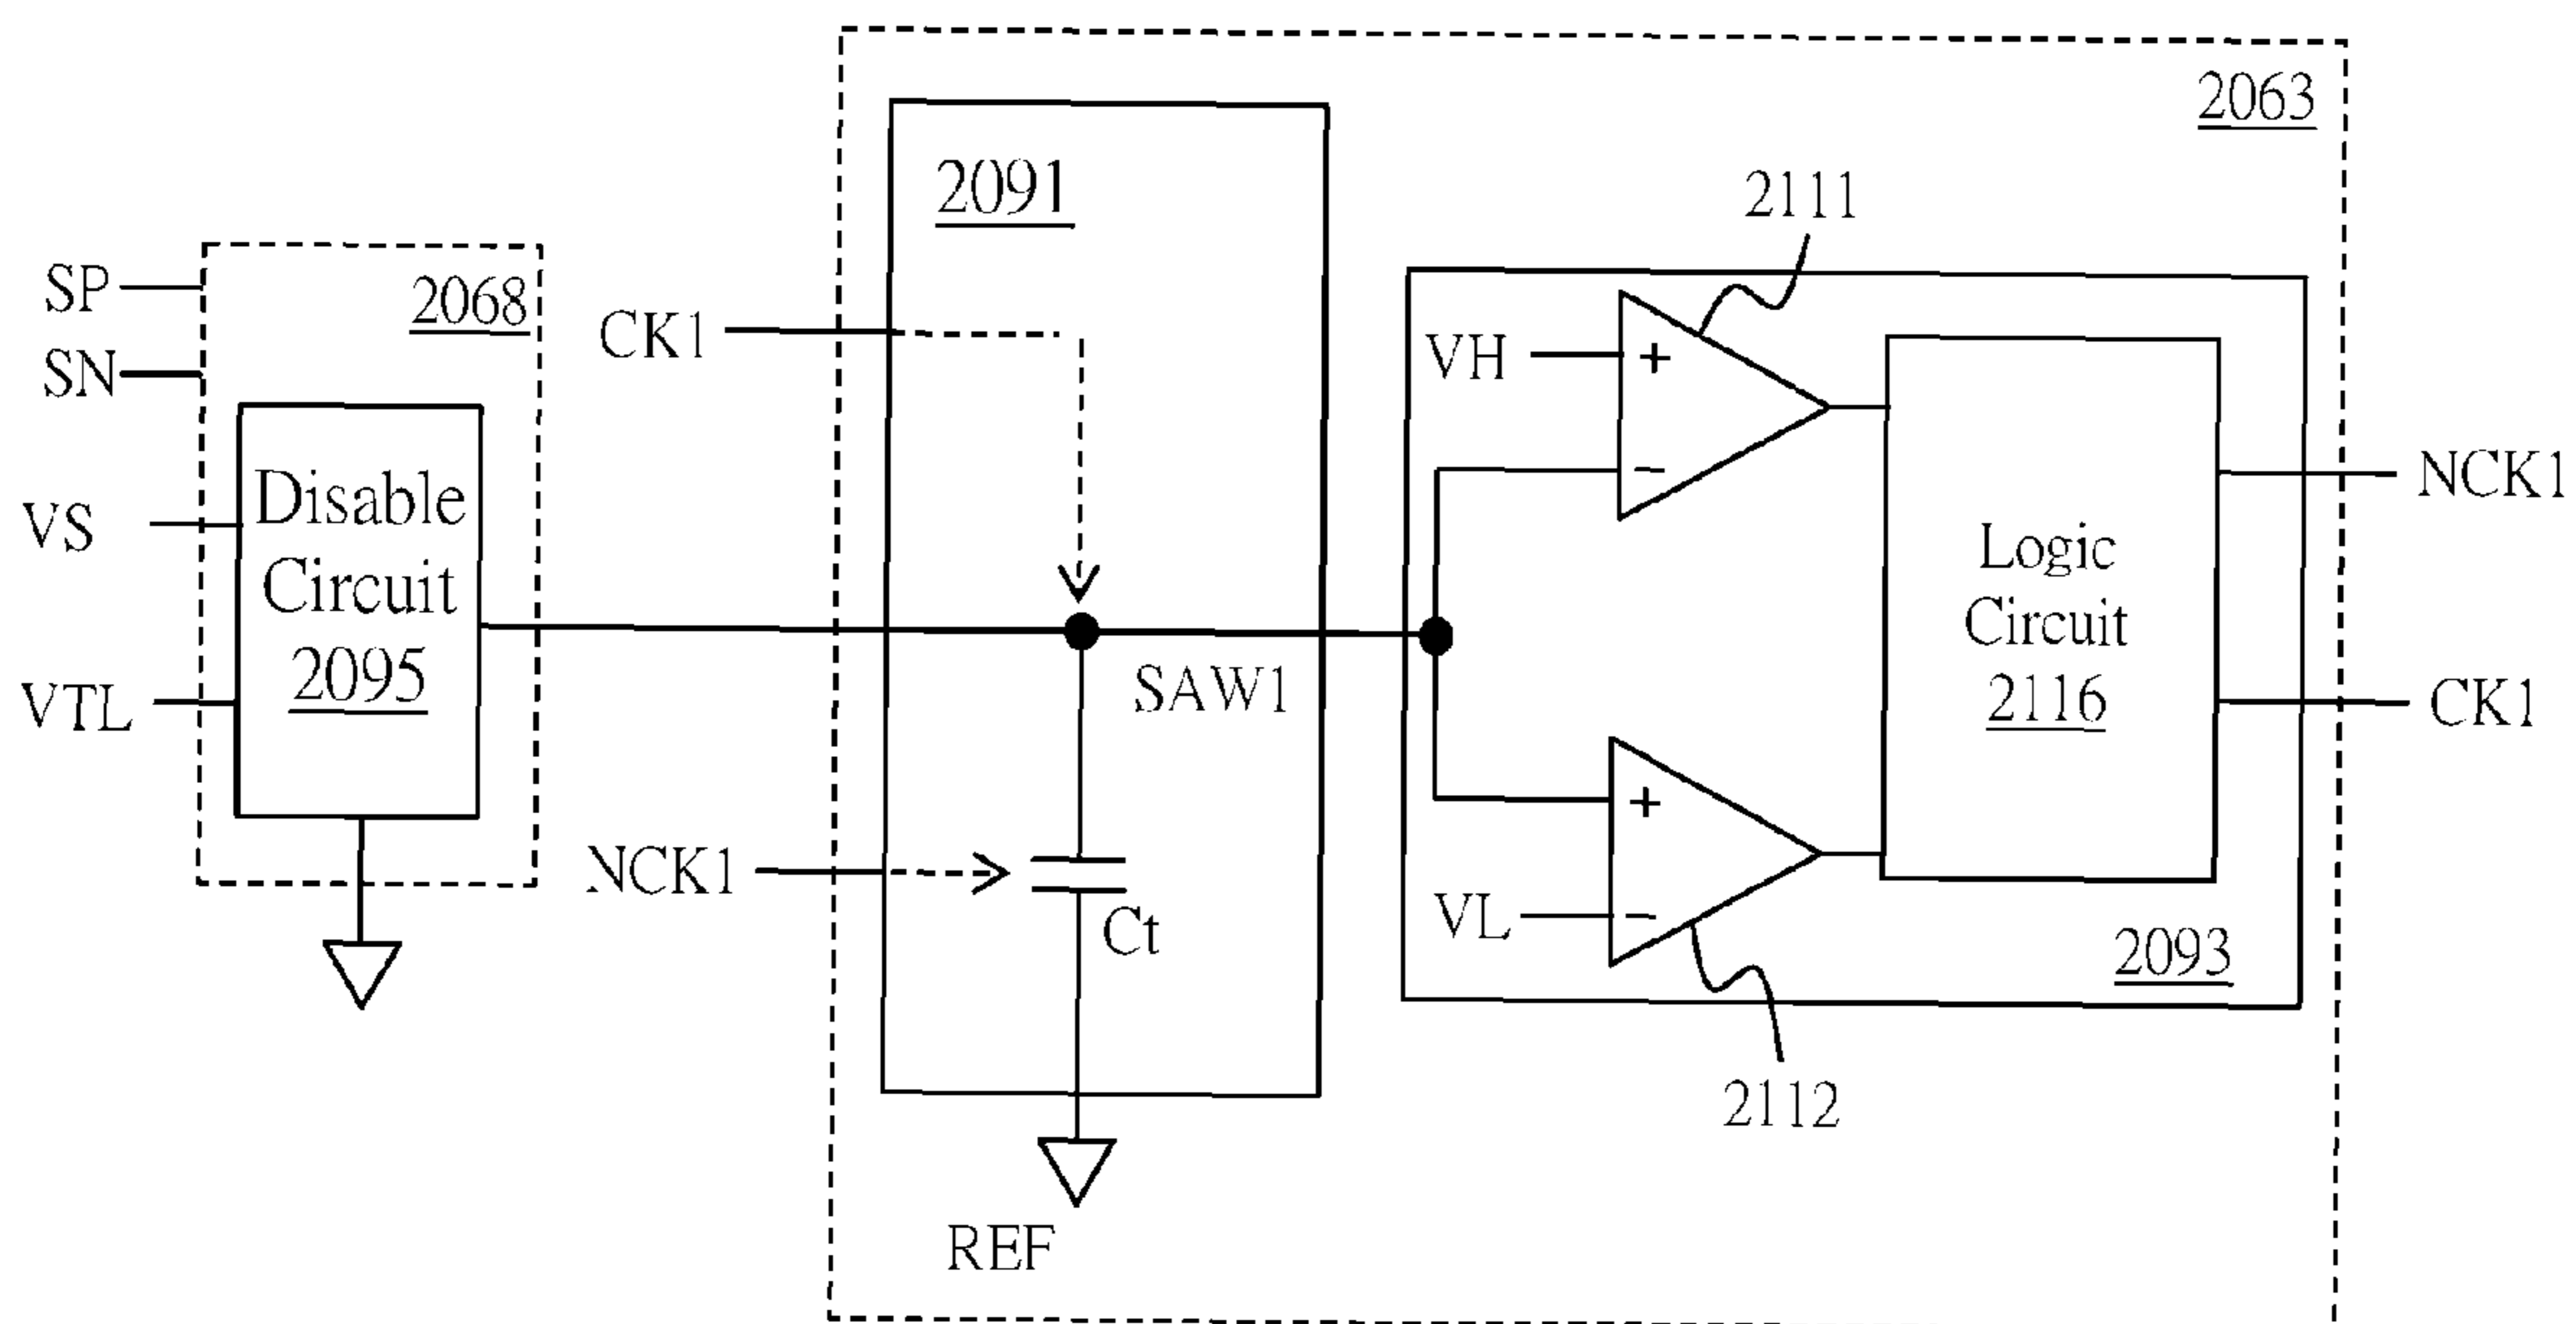 2063
2091
2111
SP
2068
SN
CK1
VH
+
−
NCK1
VS
Disable
Circuit
2095
Logic
Circuit
2116
VTL
SAW1
CK1
+
NCK1
Ct
VL
−
2093
2112
REF